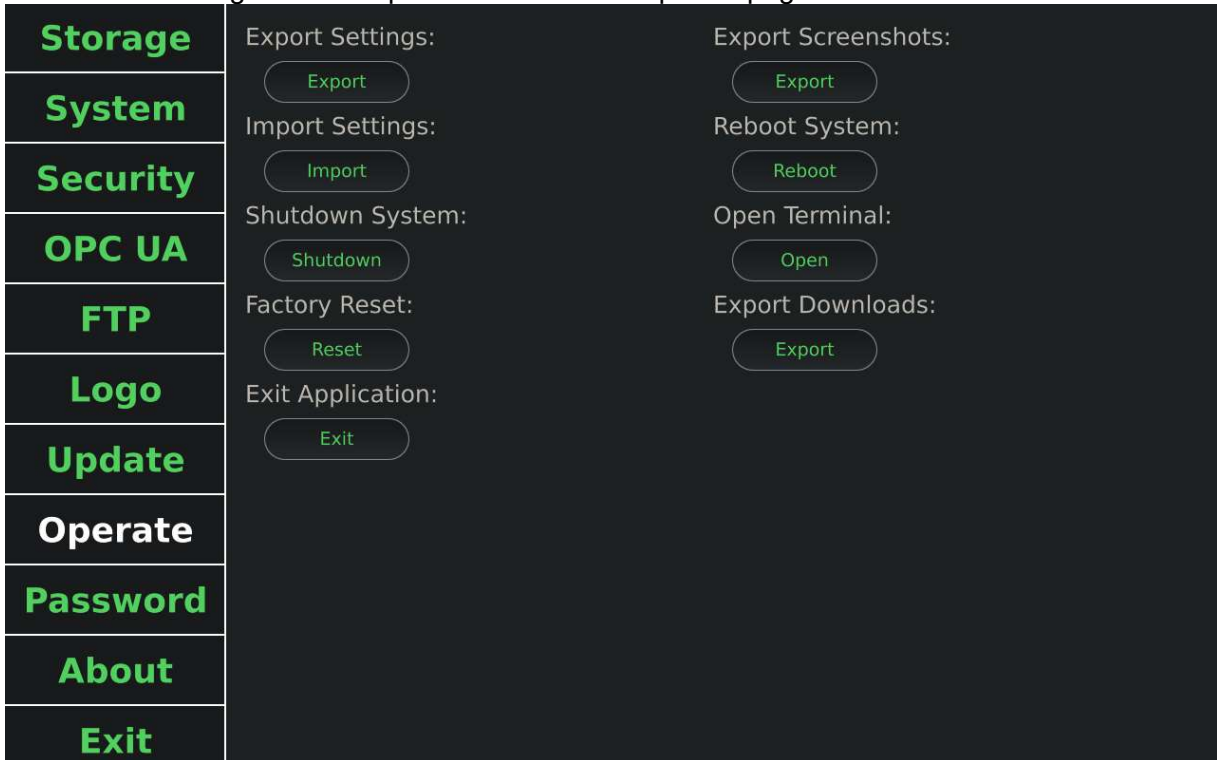 Storage
System
Security
OPC UA
FTP
Logo
Update
Operate
Password
About
Exit
Export Settings:
Export
Import Settings:
Import
Shutdown System:
Shutdown
Factory Reset:
Reset
Exit Application:
Exit
Export Screenshots:
Export
Reboot System:
Reboot
Open Terminal:
Open
Export Downloads:
Export